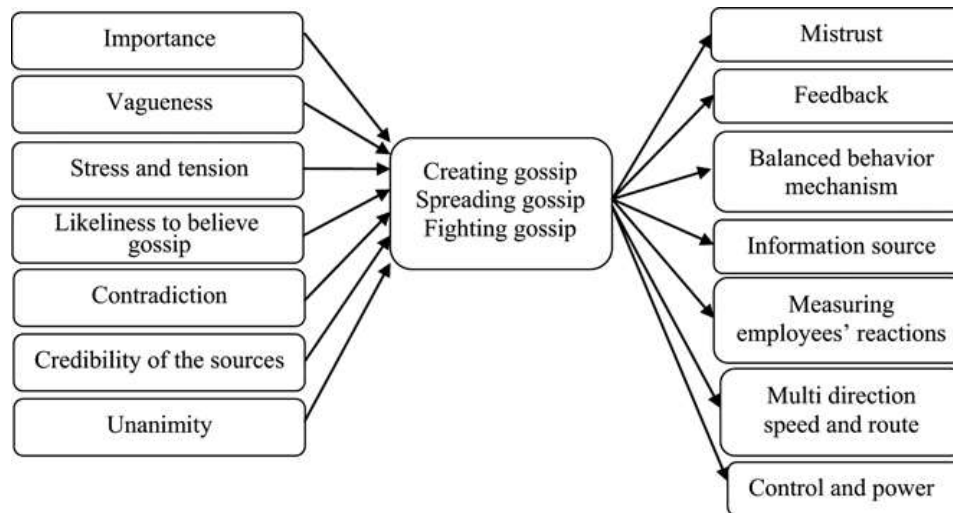 Importance
Vagueness
Stress and tension
Likeliness to believe
gossip
Contradiction
Credibility of the sources
Unanimity
Creating gossip
Spreading gossip
Fighting gossip
Mistrust
Feedback
Balanced behavior
mechanism
Information source
Measuring
employees’ reactions
Multi direction
speed and route
Control and power